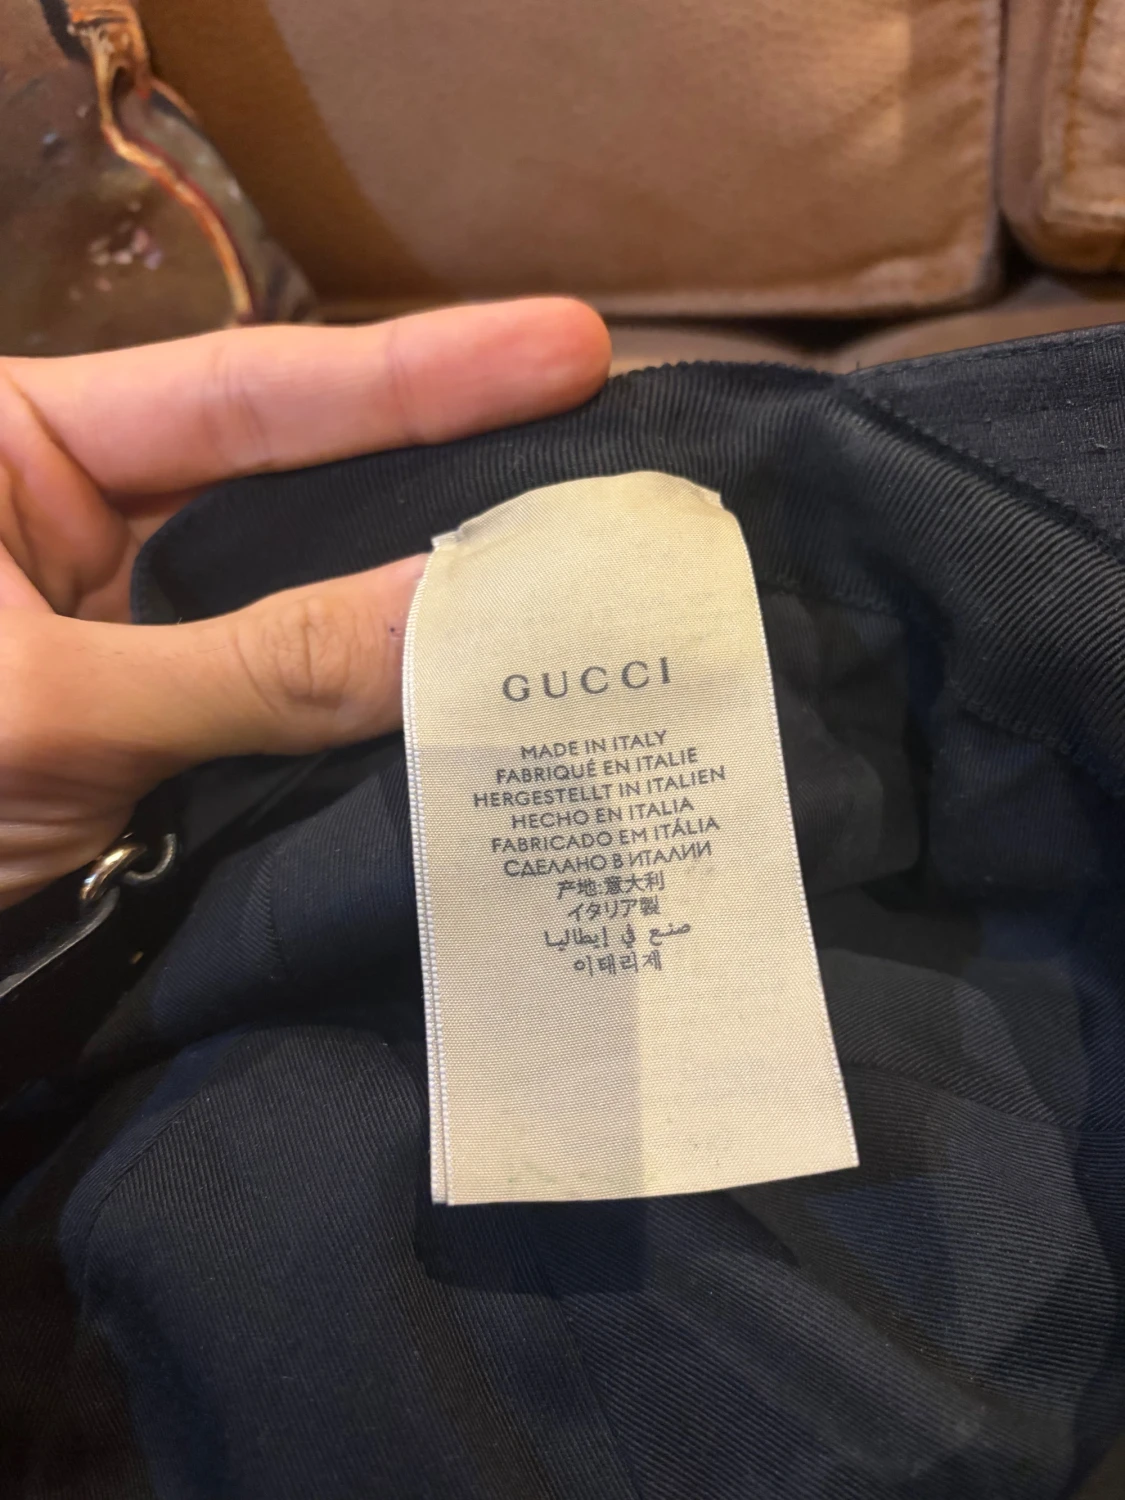 GUCCI
MADE IN ITALY
FABRIQUÉ EN ITALIE
HERGESTELLT IN ITALIEN
HECHO EN ITALIA
FABRICADO EM ITÁLIA
СДЕЛАНО В ИТАЛИИ
产地:意大利
イタリア製
صنع في إيطاليا
이태리제